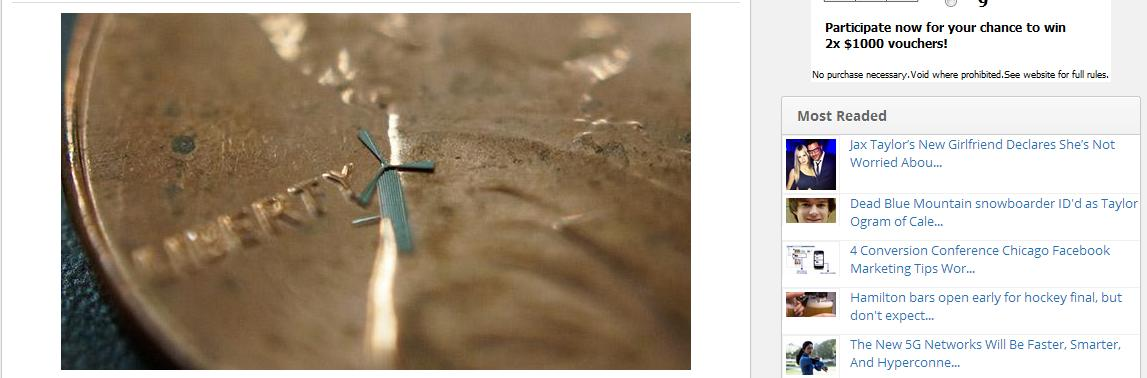 LIBERTY
Participate now for your chance to win
2x $1000 vouchers!
No purchase necessary. Void where prohibited. See website for full rules.
Most Readed
Jax Taylor's New Girlfriend Declares She's Not
Worried Abou...
Dead Blue Mountain snowboarder ID'd as Taylor
Ogram of Cale...
4 Conversion Conference Chicago Facebook
Marketing Tips Wor...
Hamilton bars open early for hockey final, but
don't expect...
The New 5G Networks Will Be Faster, Smarter,
And Hyperconne...